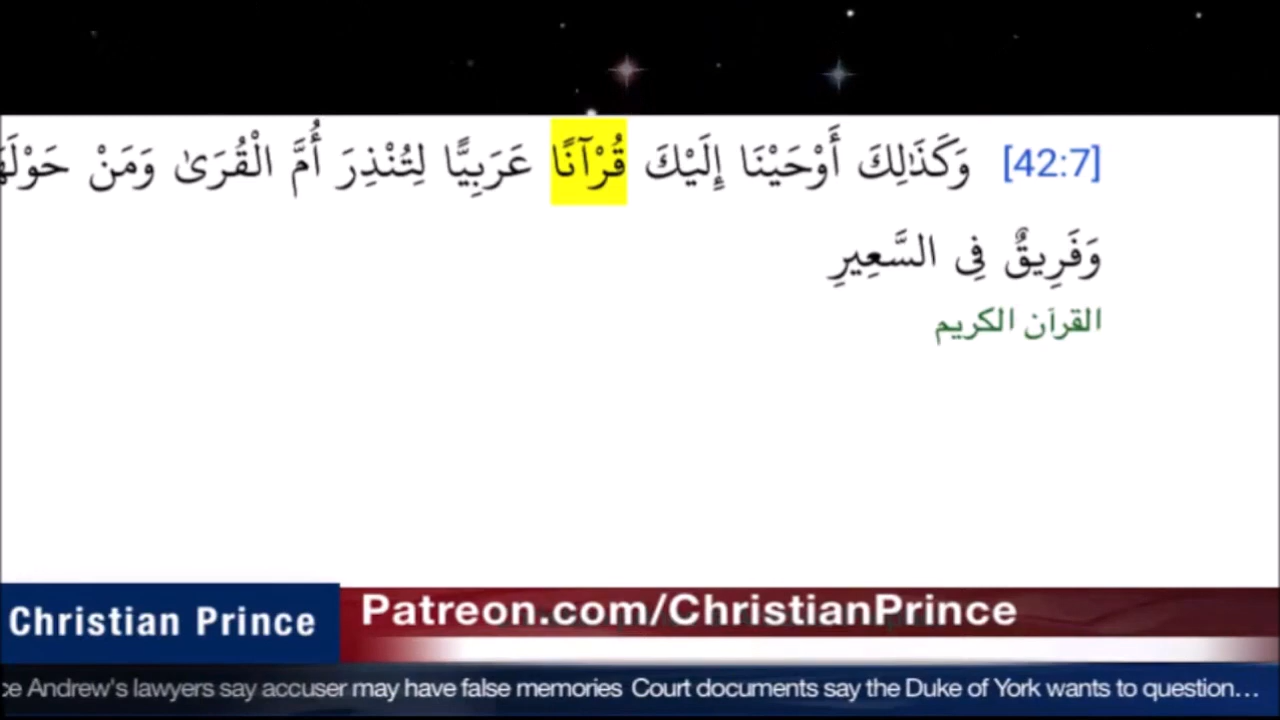 [42:7] وَكَذَٰلِكَ أَوْحَيْنَا إِلَيْكَ قُرْآنًا عَرَبِيًّا لِتُنْذِرَ أُمَّ الْقُرَىٰ وَمَنْ حَوْلَهَ
وَفَرِيقٌ فِي السَّعِيرِ
القرآن الكريم
Christian Prince
Patreon.com/ChristianPrince
ce Andrew's lawyers say accuser may have false memories Court documents say the Duke of York wants to question...